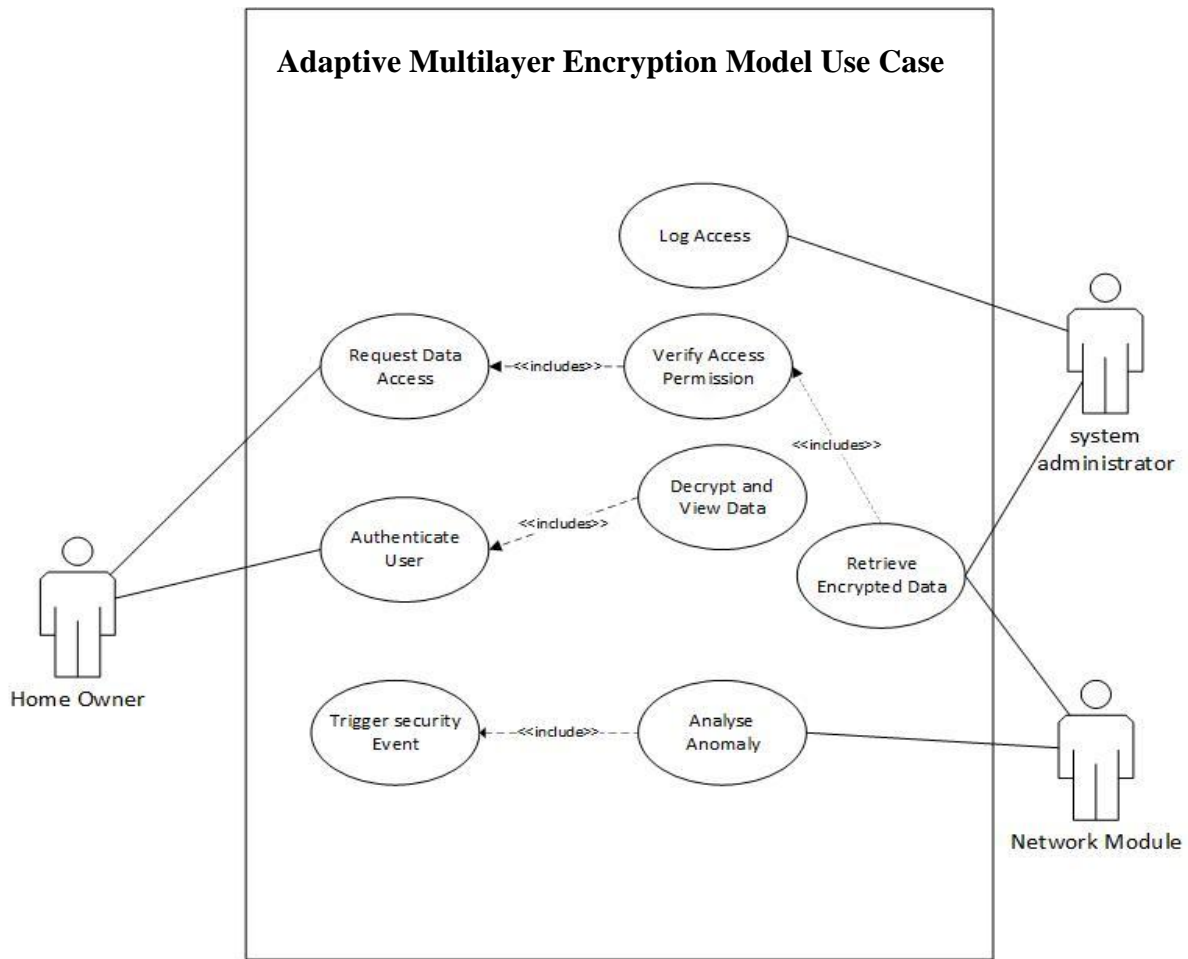 Adaptive Multilayer Encryption Model Use Case
Log Access
Request Data
Access
<<includes>>
Verify Access
Permission
<<includes>>
system
administrator
Decrypt and
View Data
<<includes>>
Authenticate
User
Retrieve
Encrypted Data
Home Owner
Trigger security
Event
<<include>>
Analyse
Anomaly
Network Module